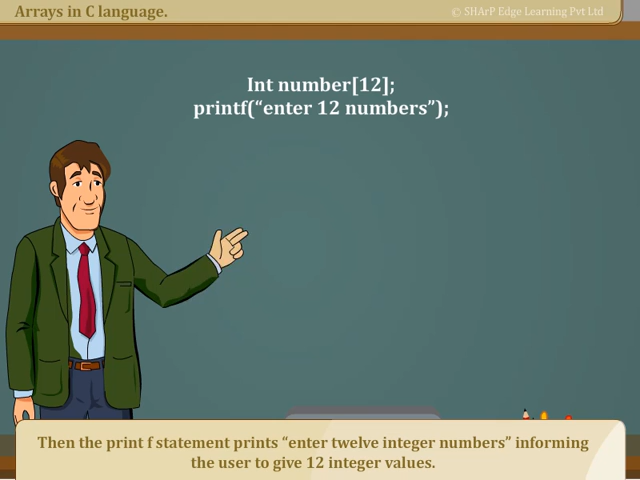 Arrays in C language.
© SHArP Edge Learning Pvt Ltd
Int number[12];
printf(“enter 12 numbers”);
Then the print f statement prints “enter twelve integer numbers” informing
the user to give 12 integer values.